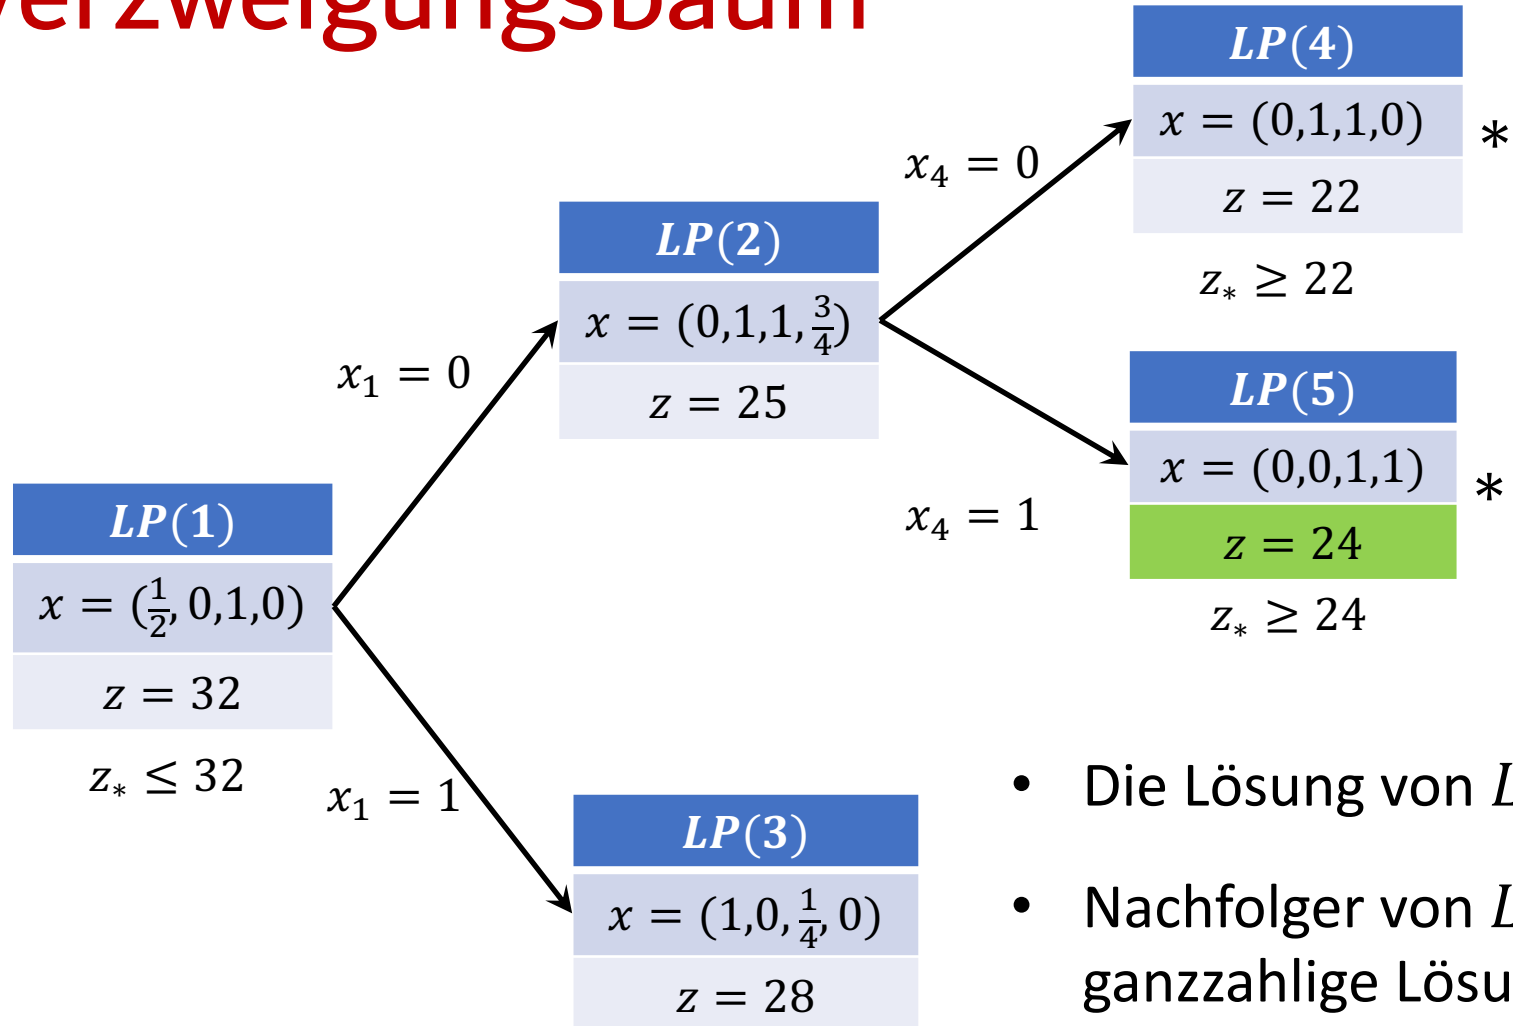 Verzweigungsbaum
LP(4)
x = (0,1,1,0) *
z = 22
z* ≥ 22
x₄ = 0
LP(2)
x = (0,1,1,3/4)
z = 25
LP(5)
x = (0,0,1,1) *
z = 24
z* ≥ 24
x₄ = 1
x₁ = 0
LP(1)
x = (1/2, 0,1,0)
z = 32
z* ≤ 32
x₁ = 1
LP(3)
x = (1,0,1/4, 0)
z = 28
• Die Lösung von
• Nachfolger von
ganzzahlige